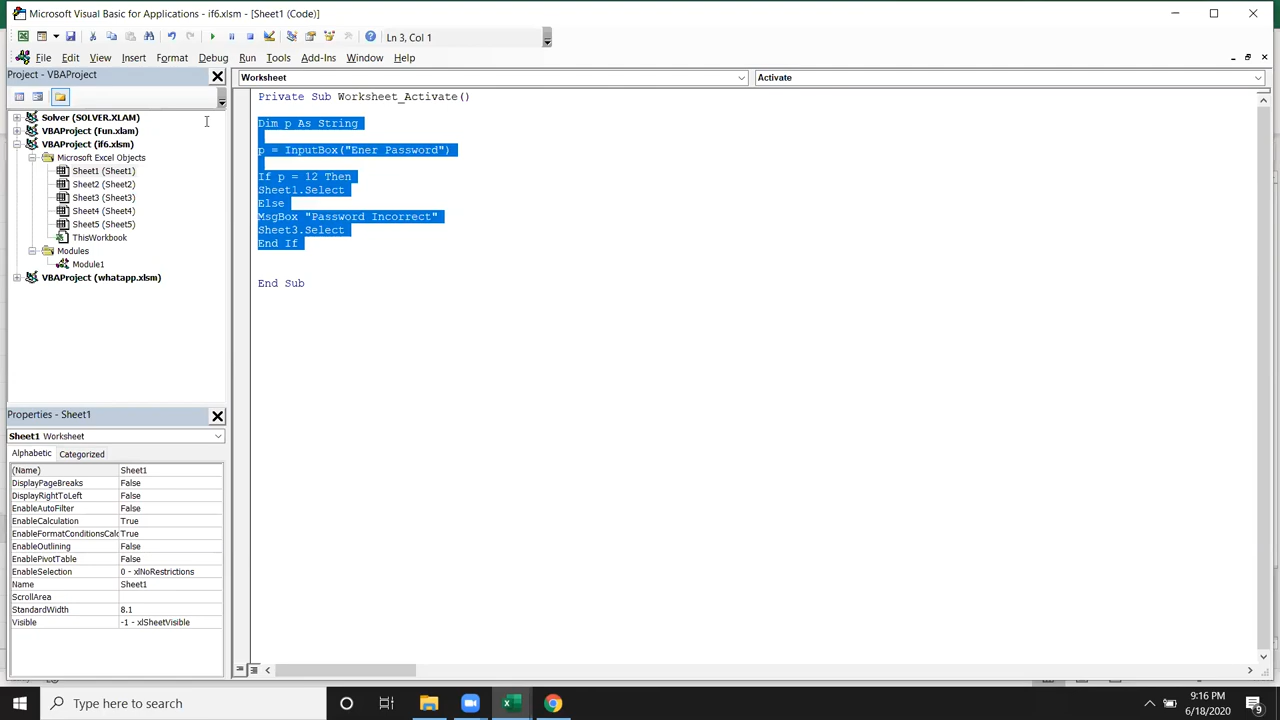 Microsoft Visual Basic for Applications - if6.xlsm - [Sheet1 (Code)]
Ln 3, Col 1
File Edit View Insert Format Debug Run Tools Add-Ins Window Help
Project - VBAProject
Worksheet
Activate
Solver (SOLVER.XLAM)
VBAProject (Fun.xlam)
VBAProject (if6.xlsm)
Microsoft Excel Objects
Sheet1 (Sheet1)
Sheet2 (Sheet2)
Sheet3 (Sheet3)
Sheet4 (Sheet4)
Sheet5 (Sheet5)
ThisWorkbook
Modules
Module1
VBAProject (whatapp.xlsm)
Private Sub Worksheet_Activate()
Dim p As String
p = InputBox("Ener Password")
If p = 12 Then
Sheet1.Select
Else
MsgBox "Password Incorrect"
Sheet3.Select
End If
End Sub
Properties - Sheet1
Sheet1 Worksheet
Alphabetic Categorized
(Name) Sheet1
DisplayPageBreaks False
DisplayRightToLeft False
EnableAutoFilter False
EnableCalculation True
EnableFormatConditionsCalc True
EnableOutlining False
EnablePivotTable False
EnableSelection 0 - xlNoRestrictions
Name Sheet1
ScrollArea
StandardWidth 8.1
Visible -1 - xlSheetVisible
Type here to search
9:16 PM
6/18/2020
9